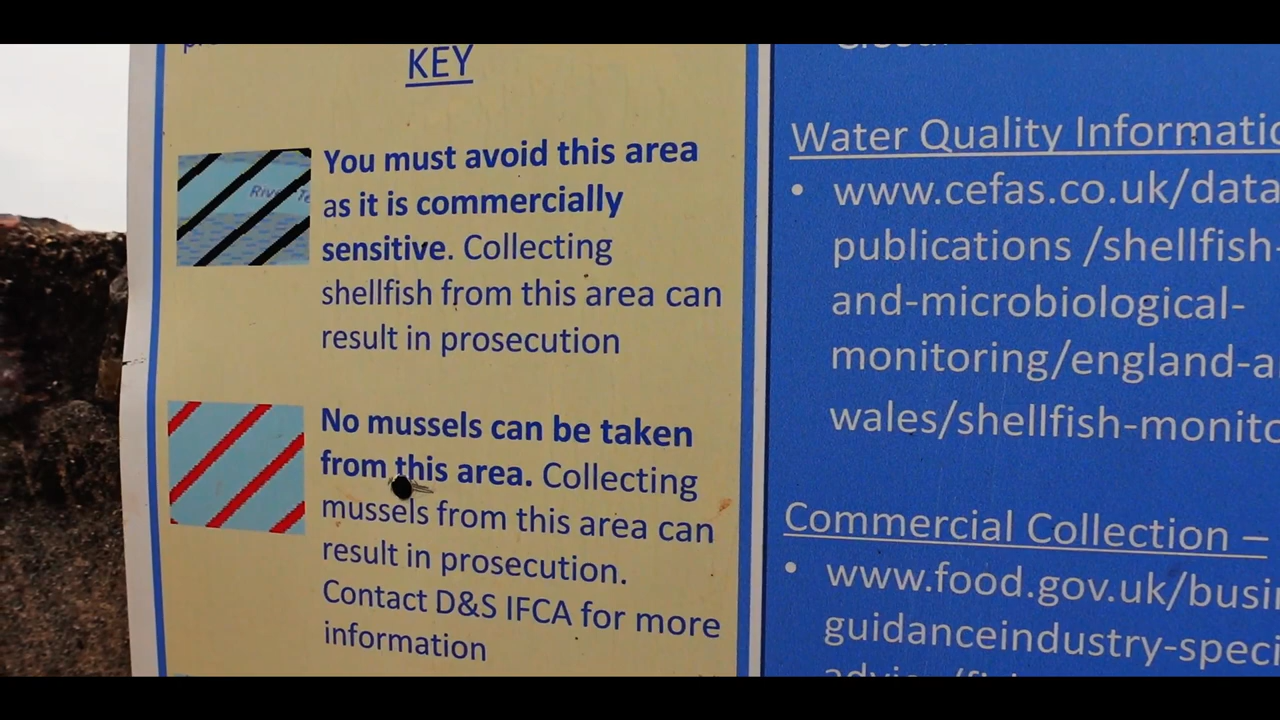 KEY
You must avoid this area
as it is commercially
sensitive. Collecting
shellfish from this area can
result in prosecution
No mussels can be taken
from this area. Collecting
mussels from this area can
result in prosecution.
Contact D&S IFCA for more
information
Water Quality Informatio
• www.cefas.co.uk/data
publications /shellfish-
and-microbiological-
monitoring/england-a
wales/shellfish-monito
Commercial Collection –
• www.food.gov.uk/busi
guidanceindustry-speci